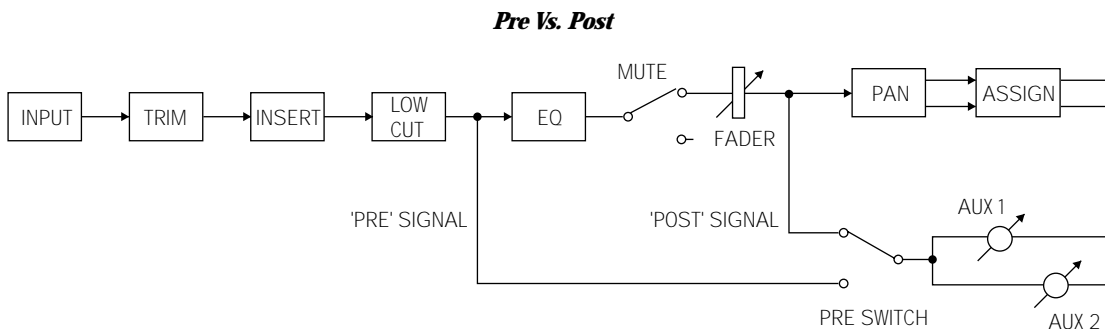 Pre Vs. Post
MUTE
INPUT
TRIM
INSERT
LOW
CUT
EQ
FADER
PAN
ASSIGN
'PRE' SIGNAL
'POST' SIGNAL
AUX 1
PRE SWITCH
AUX 2